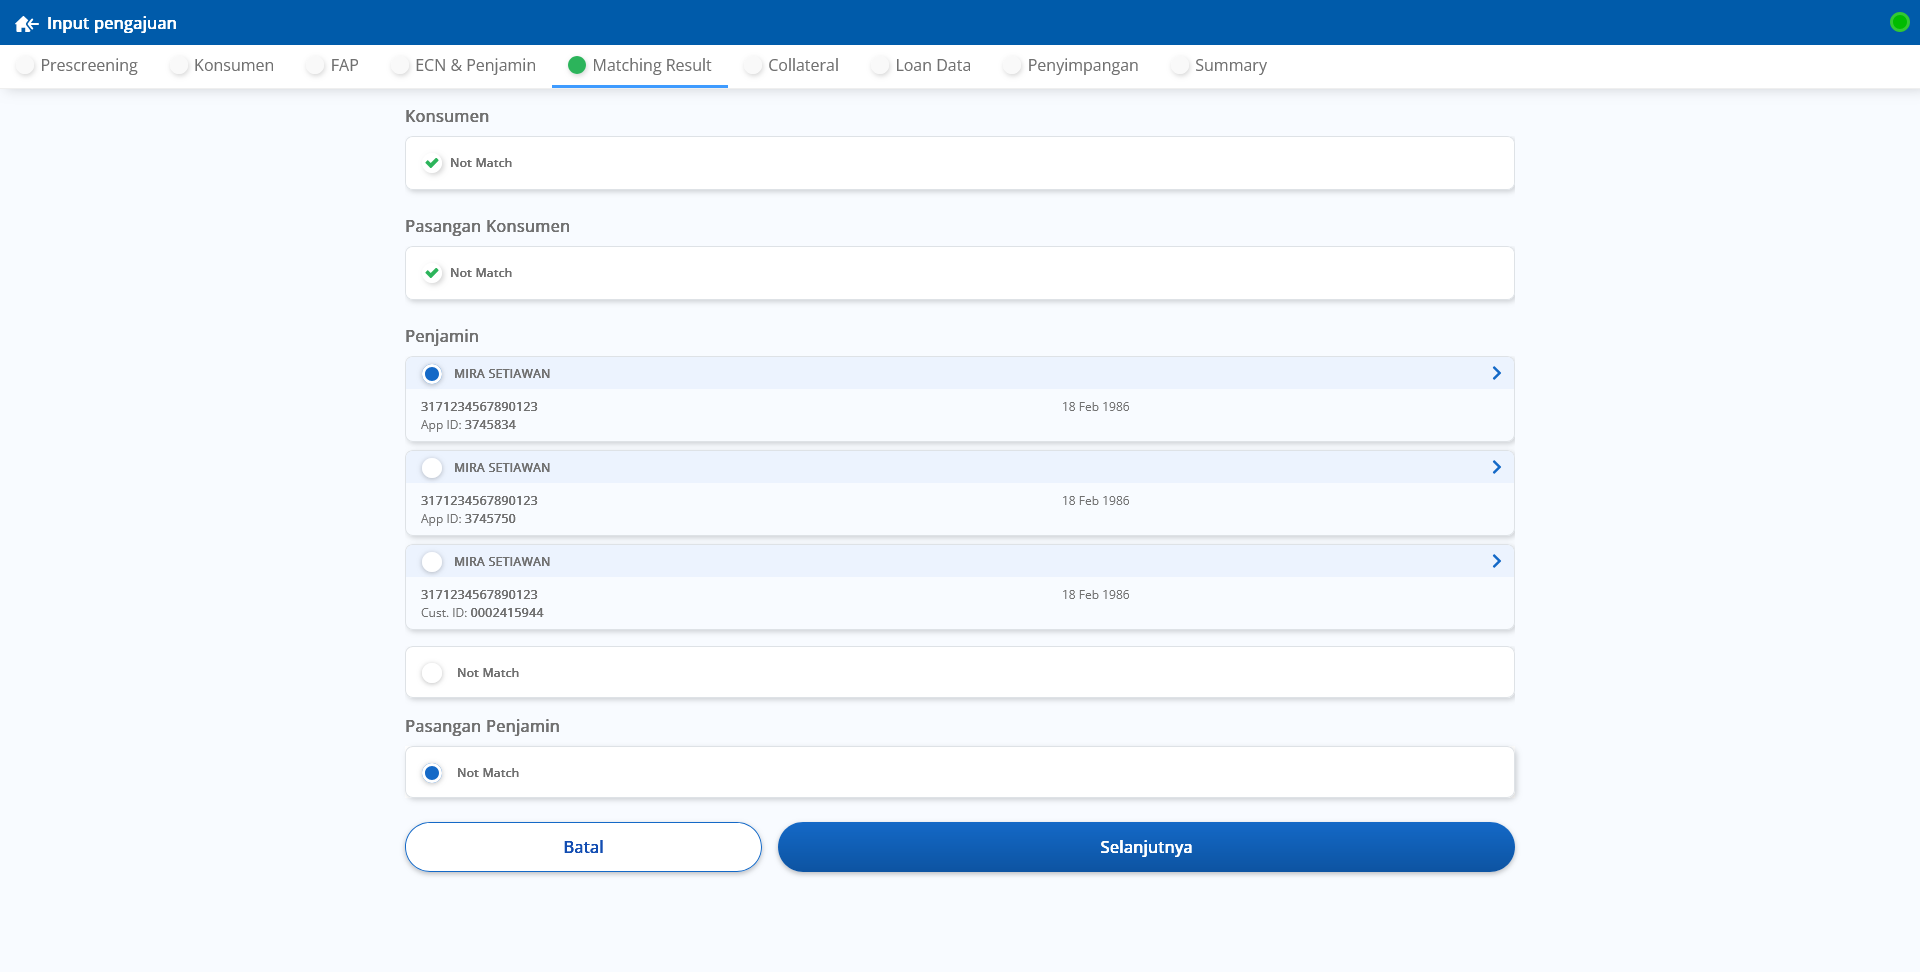 Input pengajuan
Prescreening Konsumen FAP ECN & Penjamin Matching Result Collateral Loan Data Penyimpangan Summary
Konsumen
Not Match
Pasangan Konsumen
Not Match
Penjamin
MIRA SETIAWAN
3171234567890123 18 Feb 1986
App ID: 3745834
MIRA SETIAWAN
3171234567890123 18 Feb 1986
App ID: 3745750
MIRA SETIAWAN
3171234567890123 18 Feb 1986
Cust. ID: 0002415944
Not Match
Pasangan Penjamin
Not Match
Batal Selanjutnya